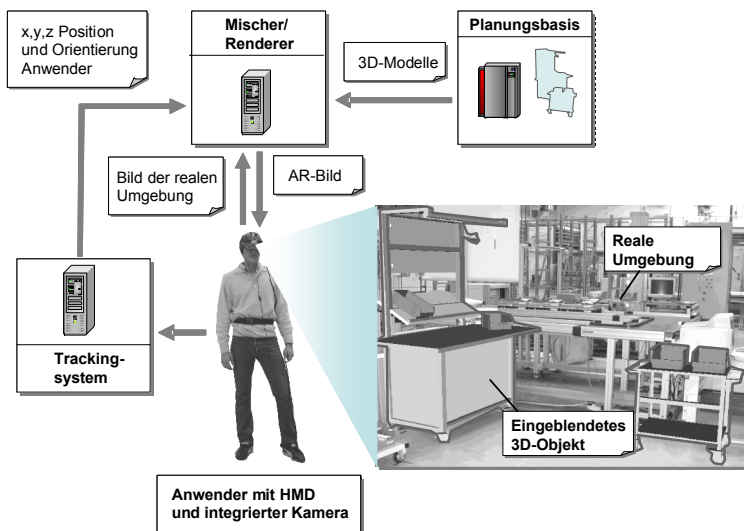 x,y,z Position
und Orientierung
Anwender
Mischer/
Renderer
3D-Modelle
Planungsbasis
Bild der realen
Umgebung
AR-Bild
Tracking-
system
Reale
Umgebung
Eingeblendetes
3D-Objekt
Anwender mit HMD
und integrierter Kamera